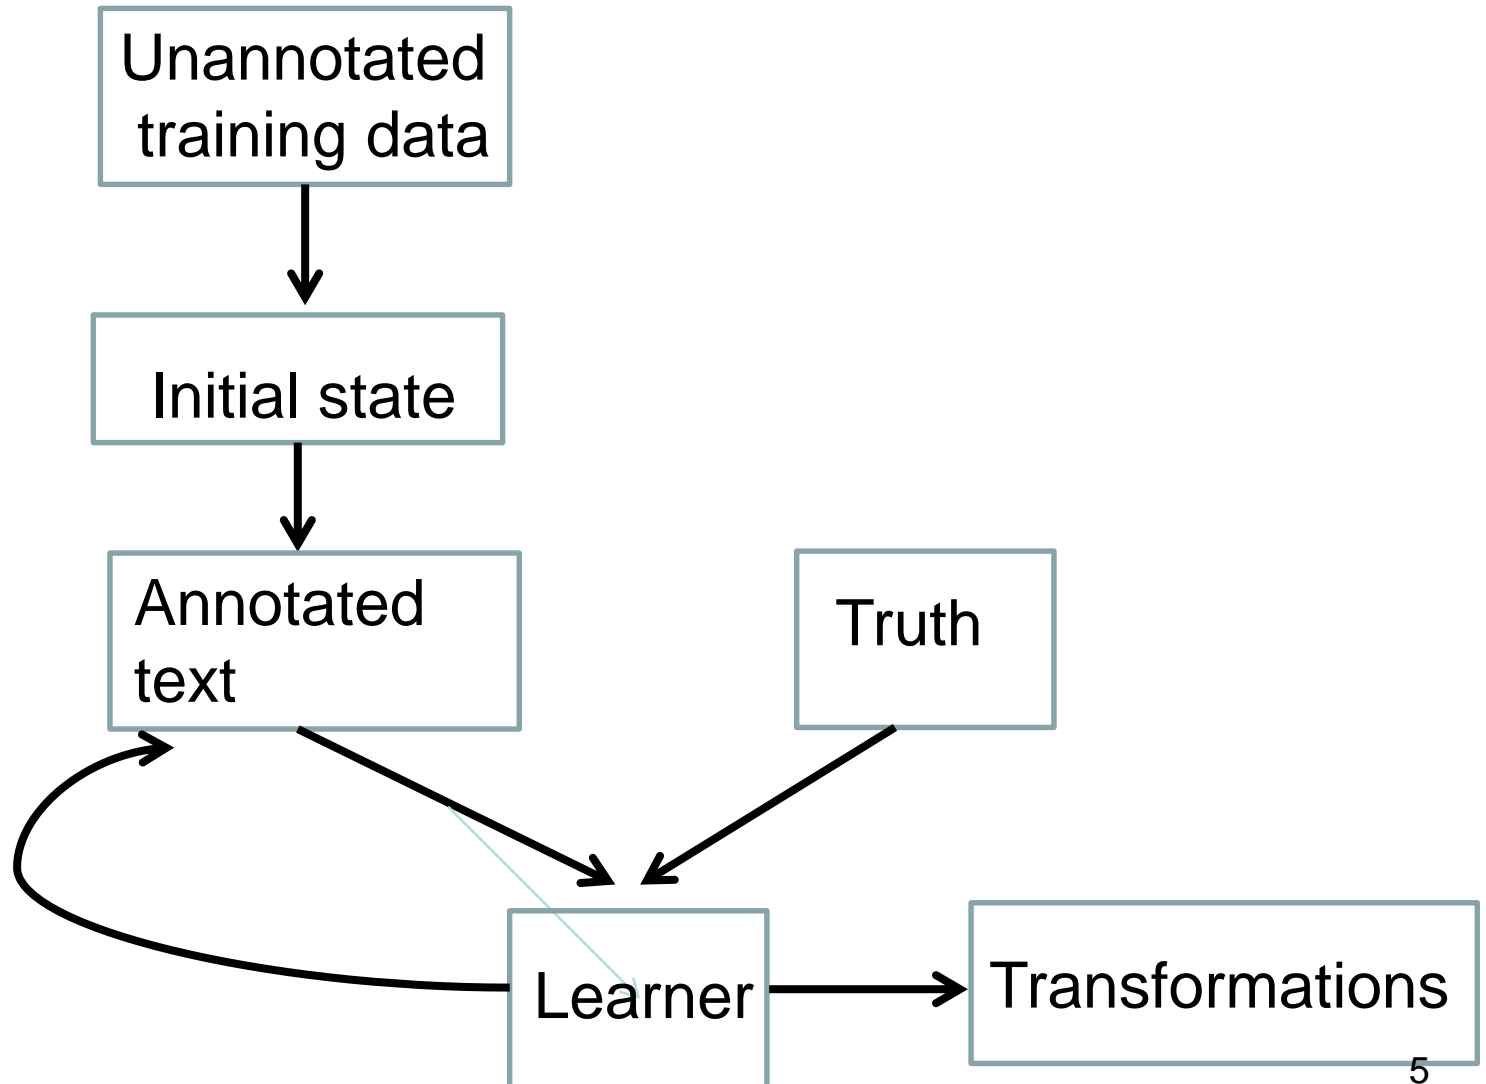 Unannotated
training data
Initial state
Annotated
text
Truth
Learner
Transformations
5